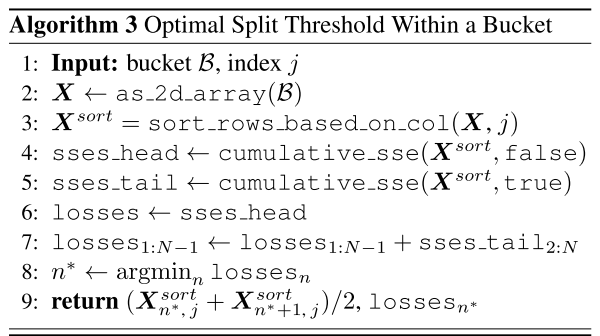 Algorithm 3 Optimal Split Threshold Within a Bucket
1: Input: bucket $\mathcal{B}$, index $j$
2: $\boldsymbol{X} \leftarrow \texttt{as\_2d\_array}(\mathcal{B})$
3: $\boldsymbol{X}^{sort} = \texttt{sort\_rows\_based\_on\_col}(\boldsymbol{X}, j)$
4: $\texttt{sses\_head} \leftarrow \texttt{cumulative\_sse}(\boldsymbol{X}^{sort}, \texttt{false})$
5: $\texttt{sses\_tail} \leftarrow \texttt{cumulative\_sse}(\boldsymbol{X}^{sort}, \texttt{true})$
6: $\texttt{losses} \leftarrow \texttt{sses\_head}$
7: $\texttt{losses}_{1:N-1} \leftarrow \texttt{losses}_{1:N-1} + \texttt{sses\_tail}_{2:N}$
8: $n^* \leftarrow \text{argmin}_n \, \texttt{losses}_n$
9: return $(\boldsymbol{X}^{sort}_{n^*, j} + \boldsymbol{X}^{sort}_{n^*+1, j})/2, \texttt{losses}_{n^*}$